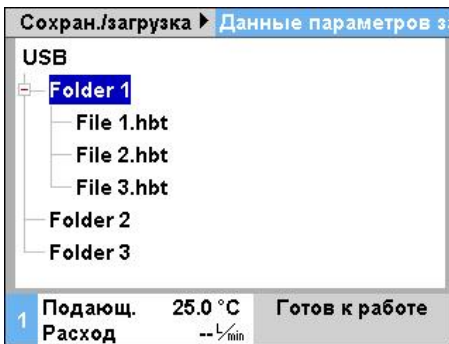 Сохран./загрузка ▶ Данные параметров з
USB
Folder 1
File 1.hbt
File 2.hbt
File 3.hbt
Folder 2
Folder 3
1 Подающ. 25.0 °C Готов к работе
Расход -- L/min